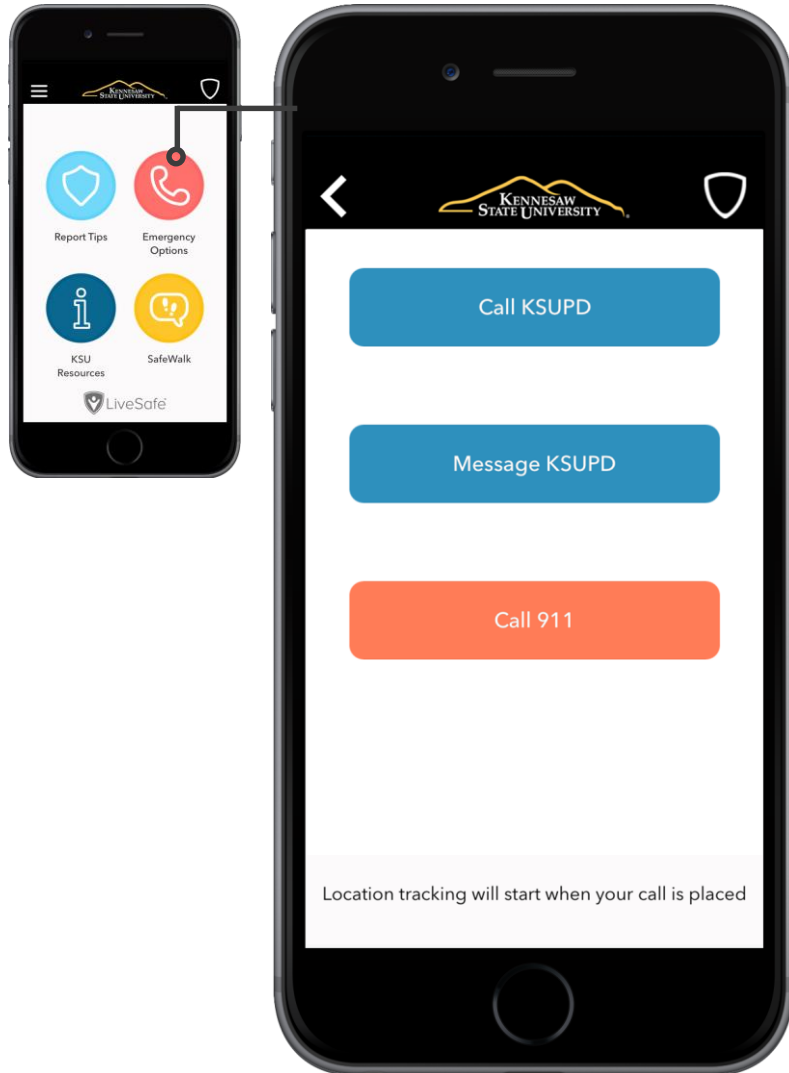 KENNESAW
STATE UNIVERSITY
Report Tips
Emergency
Options
KSU
Resources
SafeWalk
LiveSafe
KENNESAW
STATE UNIVERSITY
Call KSUPD
Message KSUPD
Call 911
Location tracking will start when your call is placed